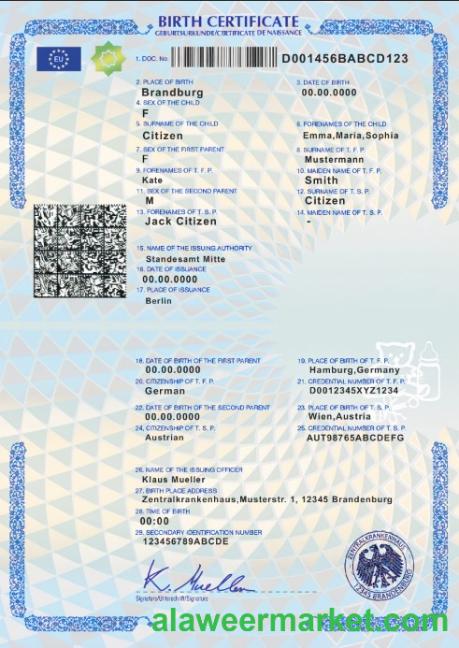 BIRTH CERTIFICATE
GEBURTSURKUNDE/CERTIFICATE DE NAISSANCE
EU
1. DOC. No. D001456BABCD123
2. PLACE OF BIRTH 3. DATE OF BIRTH
Brandburg 00.00.0000
4. SEX OF THE CHILD
F
5. SURNAME OF THE CHILD 6. FORENAMES OF THE CHILD
Citizen Emma,Maria,Sophia
7. SEX OF THE FIRST PARENT 8. SURNAME OF T. F. P.
F Mustermann
9. FORENAMES OF T. F. P. 10. MAIDEN NAME OF T. F. P.
Kate Smith
11. SEX OF THE SECOND PARENT 12. SURNAME OF T. S. P.
M Citizen
13. FORENAMES OF T. S. P. 14. MAIDEN NAME OF T. S. P.
Jack Citizen -
15. NAME OF THE ISSUING AUTHORITY
Standesamt Mitte
16. DATE OF ISSUANCE
00.00.0000
17. PLACE OF ISSUANCE
Berlin
18. DATE OF BIRTH OF THE FIRST PARENT 19. PLACE OF BIRTH OF T. F. P.
00.00.0000 Hamburg,Germany
20. CITIZENSHIP OF T. F. P. 21. CREDENTIAL NUMBER OF T. F. P.
German D0012345XYZ1234
22. DATE OF BIRTH OF THE SECOND PARENT 23. PLACE OF BIRTH OF T. S. P.
00.00.0000 Wien,Austria
24. CITIZENSHIP OF T. S. P. 25. CREDENTIAL NUMBER OF T. S. P.
Austrian AUT98765ABCDEFG
26. NAME OF THE ISSUING OFFICER
Klaus Mueller
27. BIRTH PLACE ADDRESS
Zentralkrankenhaus,Musterstr. 1, 12345 Brandenburg
28. TIME OF BIRTH
00:00
29. SECONDARY IDENTIFICATION NUMBER
123456789ABCDE
ZENTRALKRANKENHAUS
12345 BRANDENBURG
K. Mueller
Signature/Unterschrift/Signature
alaweermarket.com